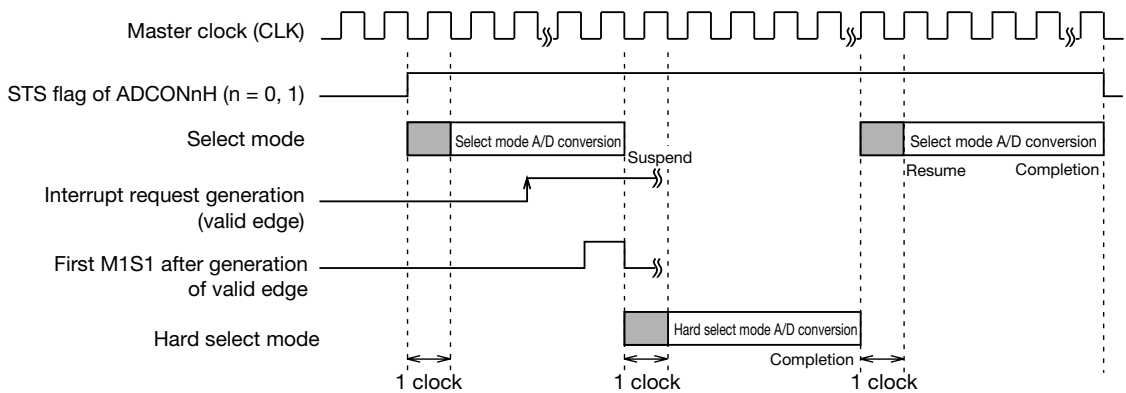 Master clock (CLK)
STS flag of ADCONnH (n = 0, 1)
Select mode
Select mode A/D conversion
Select mode A/D conversion
Suspend
Resume
Completion
Interrupt request generation
(valid edge)
First M1S1 after generation
of valid edge
Hard select mode
Hard select mode A/D conversion
Completion
1 clock
1 clock
1 clock